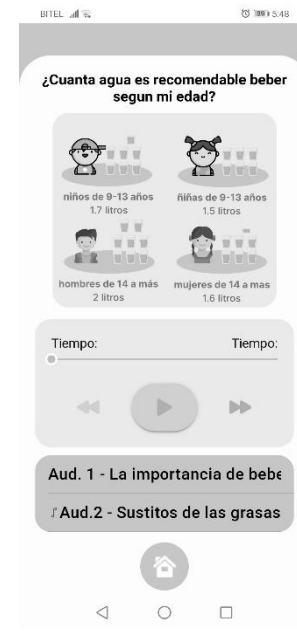 BITEL 5:48
¿Cuanta agua es recomendable beber
segun mi edad?
niños de 9-13 años
1.7 litros
niñas de 9-13 años
1.5 litros
hombres de 14 a más
2 litros
mujeres de 14 a mas
1.6 litros
Tiempo: Tiempo:
Aud. 1 - La importancia de bebe
Aud.2 - Sustitos de las grasas